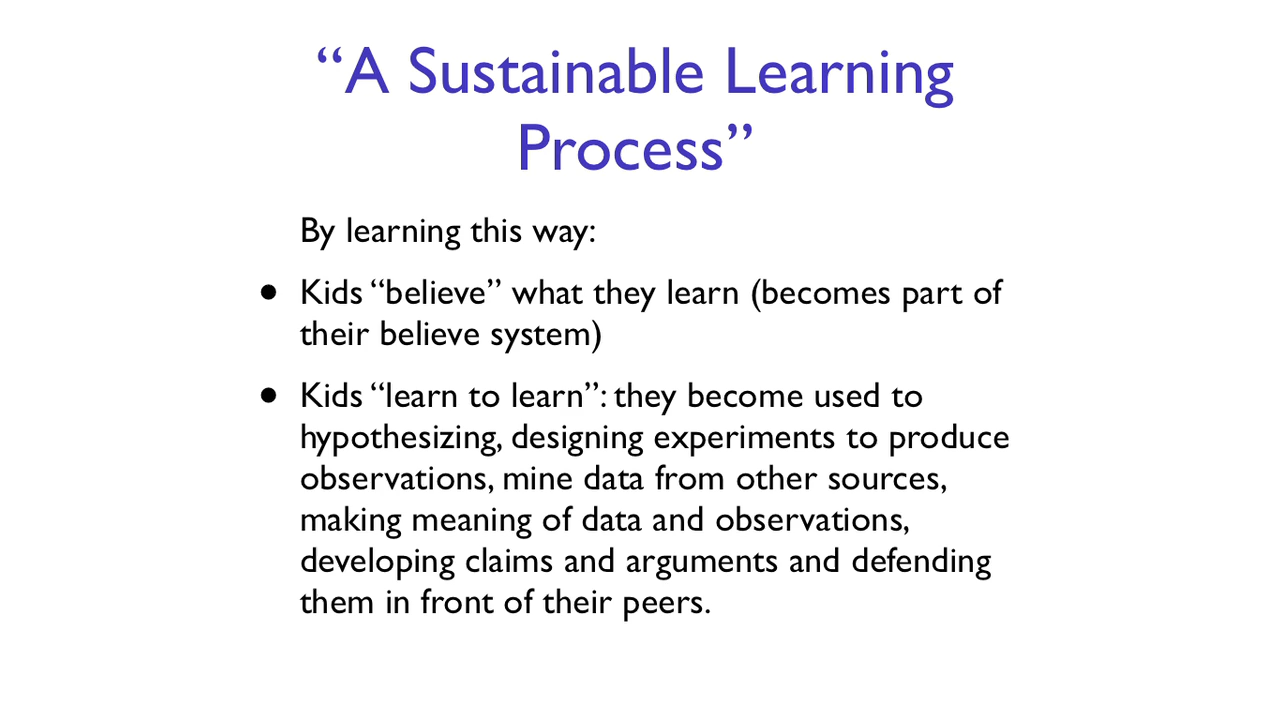 “A Sustainable Learning
Process”
By learning this way:
• Kids “believe” what they learn (becomes part of
their believe system)
• Kids “learn to learn”: they become used to
hypothesizing, designing experiments to produce
observations, mine data from other sources,
making meaning of data and observations,
developing claims and arguments and defending
them in front of their peers.